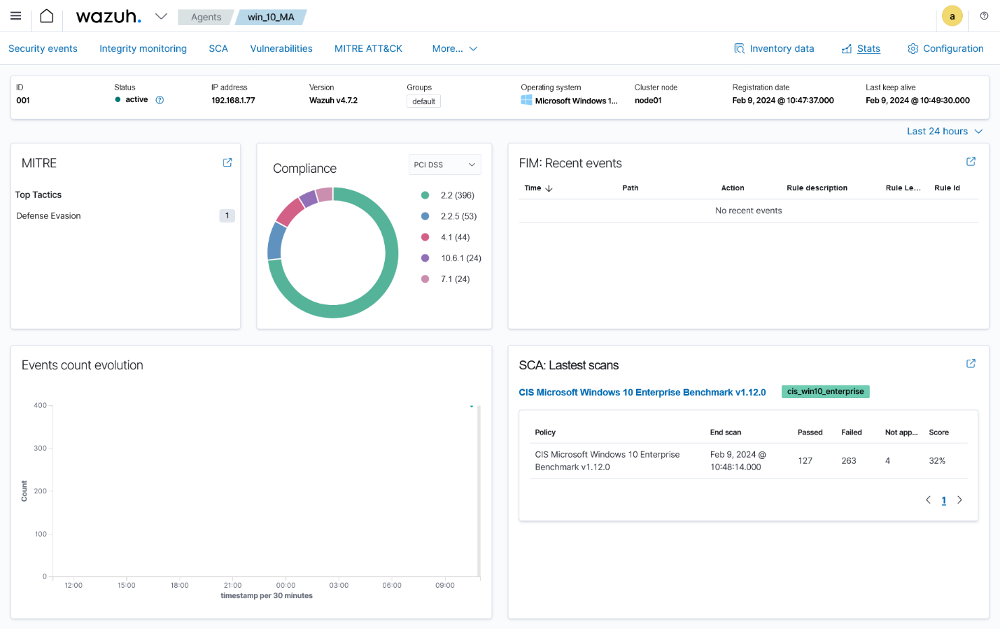 wazuh.
Agents
win_10_MA
a
Security events
Integrity monitoring
SCA
Vulnerabilities
MITRE ATT&CK
More...
Inventory data
Stats
Configuration
ID
001
Status
active
IP address
192.168.1.77
Version
Wazuh v4.7.2
Groups
default
Operating system
Microsoft Windows 1...
Cluster node
node01
Registration date
Feb 9, 2024 @ 10:47:37.000
Last keep alive
Feb 9, 2024 @ 10:49:30.000
Last 24 hours
MITRE
Top Tactics
Defense Evasion 1
Compliance
PCI DSS
2.2 (396)
2.2.5 (53)
4.1 (44)
10.6.1 (24)
7.1 (24)
FIM: Recent events
Time Path Action Rule description Rule Le... Rule Id
No recent events
Events count evolution
400
300
200
100
0
Count
12:00 15:00 18:00 21:00 00:00 03:00 06:00 09:00
timestamp per 30 minutes
SCA: Lastest scans
CIS Microsoft Windows 10 Enterprise Benchmark v1.12.0 cis_win10_enterprise
Policy End scan Passed Failed Not app... Score
CIS Microsoft Windows 10 Enterprise
Benchmark v1.12.0
Feb 9, 2024 @
10:48:14.000
127
263
4
32%
1